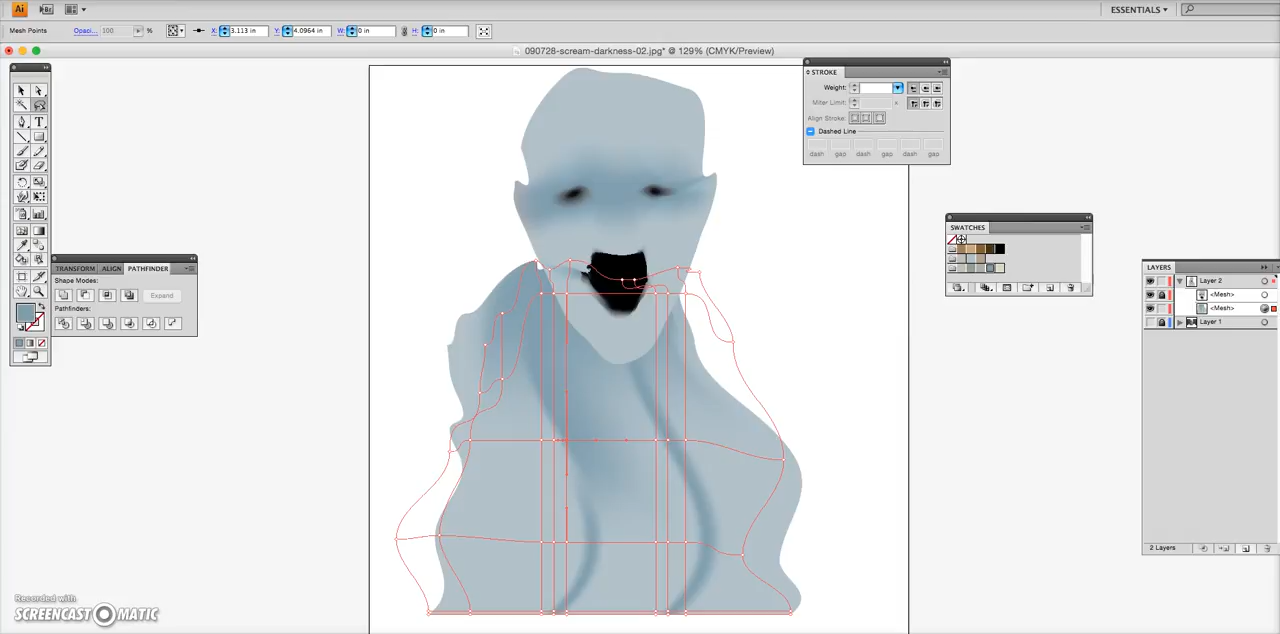 Ai Br ESSENTIALS
Mesh Points Opaci... 100 % X: 3.113 in Y: 4.0964 in W: 0 in H: 0 in
090728-scream-darkness-02.jpg* @ 129% (CMYK/Preview)
STROKE
Weight:
Miter Limit: x
Align Stroke:
Dashed Line
dash gap dash gap dash gap
SWATCHES
TRANSFORM ALIGN PATHFINDER
Shape Modes:
Expand
Pathfinders:
LAYERS
Layer 2
<Mesh>
<Mesh>
Layer 1
2 Layers
Recorded with
SCREENCAST O MATIC